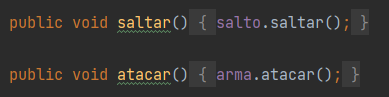 public void saltar() { salto.saltar(); }
public void atacar() { arma.atacar(); }